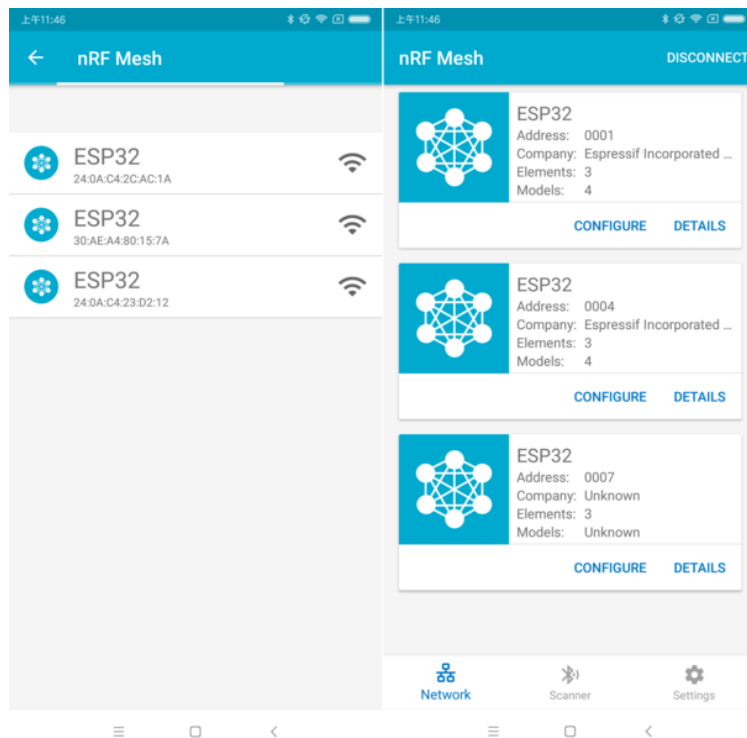 上午11:46
nRF Mesh
ESP32
24:0A:C4:2C:AC:1A
ESP32
30:AE:A4:80:15:7A
ESP32
24:0A:C4:23:D2:12
上午11:46
nRF Mesh DISCONNECT
ESP32
Address: 0001
Company: Espressif Incorporated ...
Elements: 3
Models: 4
CONFIGURE DETAILS
ESP32
Address: 0004
Company: Espressif Incorporated ...
Elements: 3
Models: 4
CONFIGURE DETAILS
ESP32
Address: 0007
Company: Unknown
Elements: 3
Models: Unknown
CONFIGURE DETAILS
Network Scanner Settings